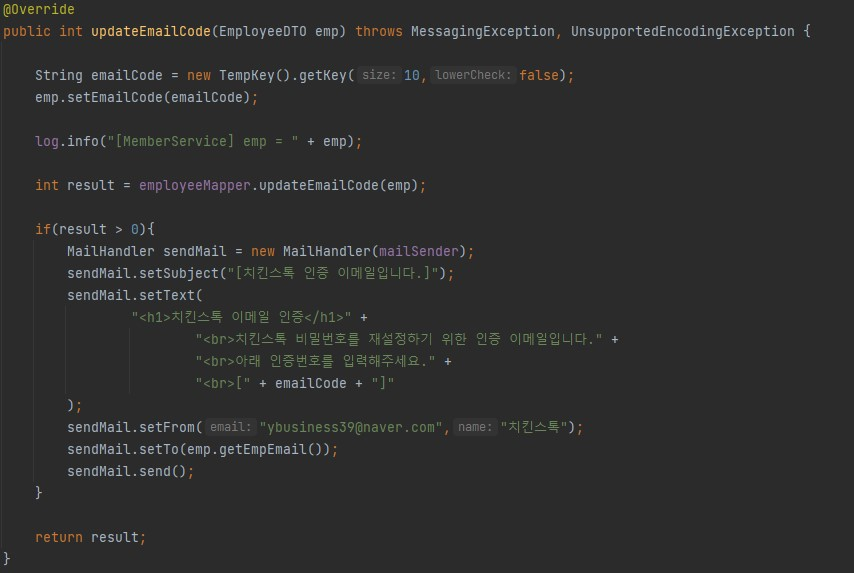 @Override
public int updateEmailCode(EmployeeDTO emp) throws MessagingException, UnsupportedEncodingException {
String emailCode = new TempKey().getKey( size: 10, lowerCheck: false);
emp.setEmailCode(emailCode);
log.info("[MemberService] emp = " + emp);
int result = employeeMapper.updateEmailCode(emp);
if(result > 0){
MailHandler sendMail = new MailHandler(mailSender);
sendMail.setSubject("[치킨스톡 인증 이메일입니다.]");
sendMail.setText(
"<h1>치킨스톡 이메일 인증</h1>" +
"<br>치킨스톡 비밀번호를 재설정하기 위한 인증 이메일입니다." +
"<br>아래 인증번호를 입력해주세요." +
"<br>[" + emailCode + "]"
);
sendMail.setFrom( email: "ybusiness39@naver.com", name: "치킨스톡");
sendMail.setTo(emp.getEmpEmail());
sendMail.send();
}
return result;
}